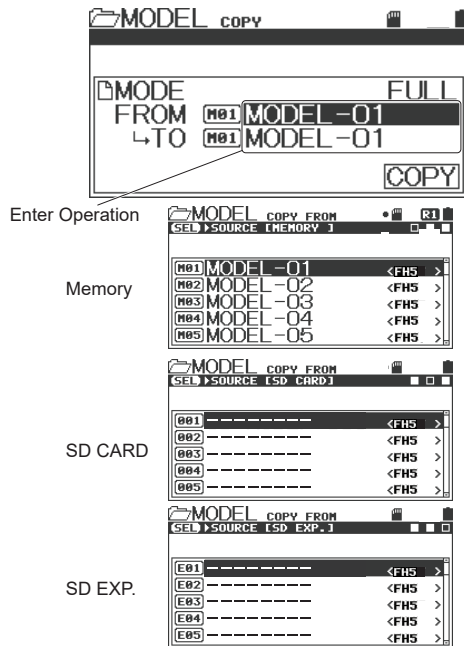 MODEL COPY
MODE FULL
FROM M01 MODEL-01
↳TO M01 MODEL-01
COPY
Enter Operation
MODEL COPY FROM R1
(SEL)▶SOURCE [MEMORY ]
Memory
M01 MODEL-01 <FH5 >
M02 MODEL-02 <FH5 >
M03 MODEL-03 <FH5 >
M04 MODEL-04 <FH5 >
M05 MODEL-05 <FH5 >
MODEL COPY FROM
(SEL)▶SOURCE [SD CARD]
SD CARD
001 ---------- <FH5 >
002 ---------- <FH5 >
003 ---------- <FH5 >
004 ---------- <FH5 >
005 ---------- <FH5 >
MODEL COPY FROM
(SEL)▶SOURCE [SD EXP.]
SD EXP.
E01 ---------- <FH5 >
E02 ---------- <FH5 >
E03 ---------- <FH5 >
E04 ---------- <FH5 >
E05 ---------- <FH5 >